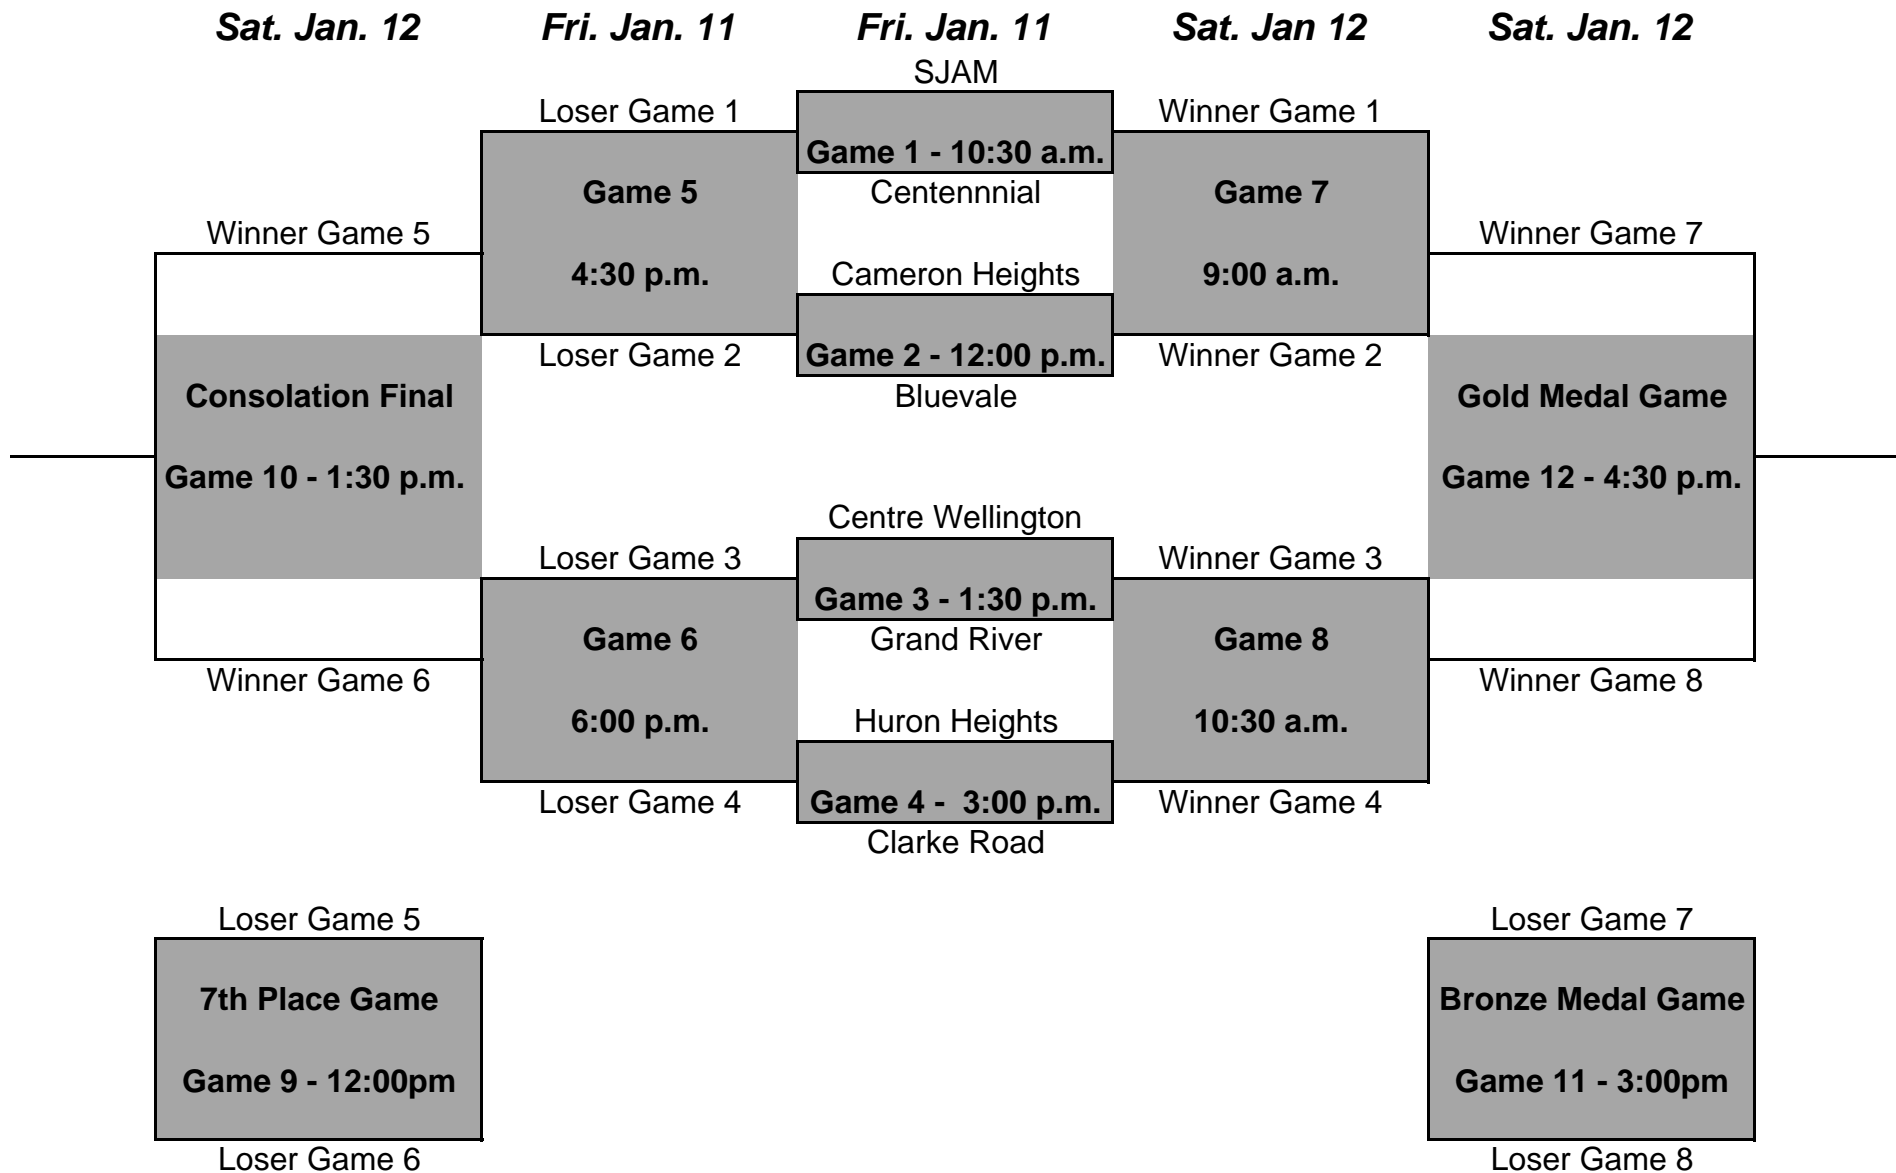 Sat. Jan. 12 Fri. Jan. 11 Fri. Jan. 11 Sat. Jan 12 Sat. Jan. 12
SJAM
Loser Game 1 Winner Game 1
Game 1 - 10:30 a.m.
Game 5 Centennnial Game 7
Winner Game 5 Winner Game 7
4:30 p.m. Cameron Heights 9:00 a.m.
Loser Game 2 Game 2 - 12:00 p.m. Winner Game 2
Consolation Final Bluevale Gold Medal Game
Game 10 - 1:30 p.m. Game 12 - 4:30 p.m.
Centre Wellington
Loser Game 3 Winner Game 3
Game 3 - 1:30 p.m.
Game 6 Grand River Game 8
Winner Game 6 Winner Game 8
6:00 p.m. Huron Heights 10:30 a.m.
Loser Game 4 Game 4 -  3:00 p.m. Winner Game 4
Clarke Road
Loser Game 5 Loser Game 7
7th Place Game Bronze Medal Game
Game 9 - 12:00pm Game 11 - 3:00pm
Loser Game 6 Loser Game 8